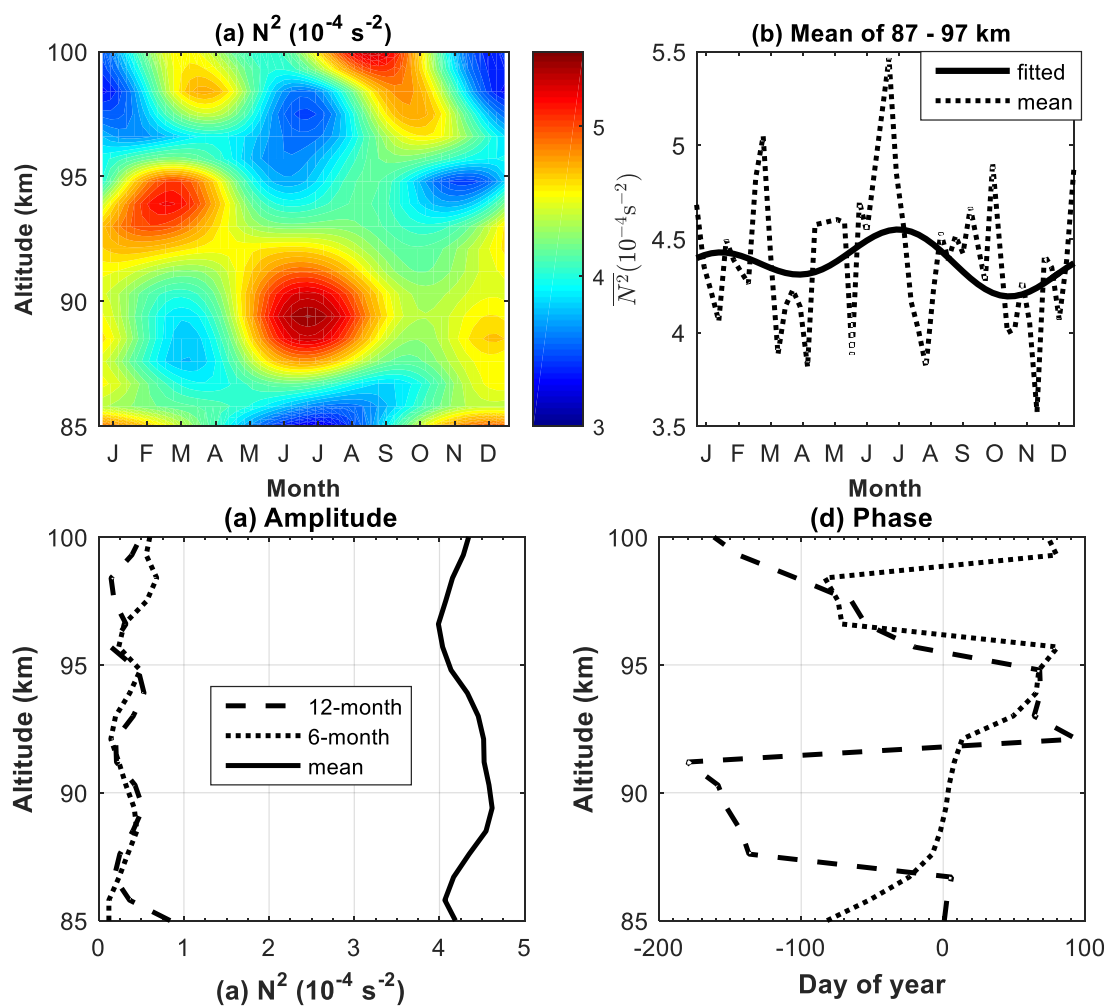 (a) N² (10⁻⁴ s⁻²)
100
95
90
85
Altitude (km)
J F M A M J J A S O N D
Month
5
4
3
(b) Mean of 87 - 97 km
fitted
mean
5.5
5
4.5
4
3.5
N̅²(10⁻⁴s⁻²)
J F M A M J J A S O N D
Month
(a) Amplitude
100
95
90
85
Altitude (km)
12-month
6-month
mean
0 1 2 3 4 5
(a) N² (10⁻⁴ s⁻²)
(d) Phase
100
95
90
85
Altitude (km)
-200 -100 0 100
Day of year